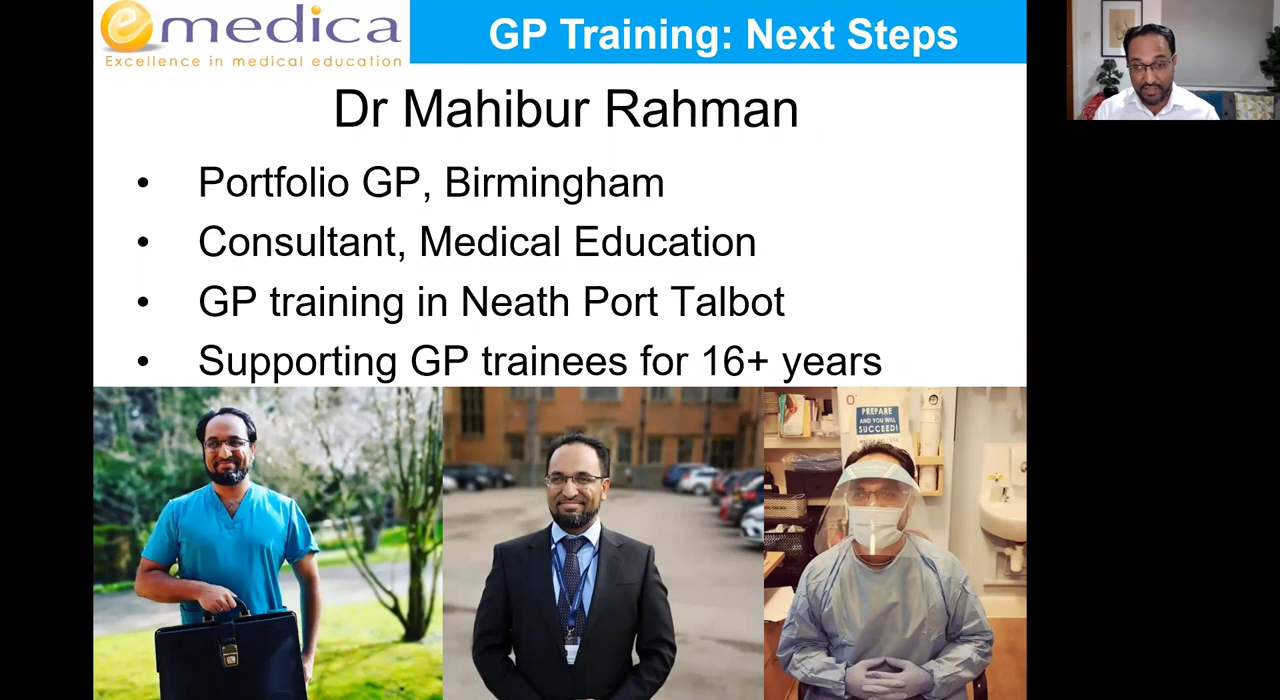 emedica
Excellence in medical education
GP Training: Next Steps
Dr Mahibur Rahman
• Portfolio GP, Birmingham
• Consultant, Medical Education
• GP training in Neath Port Talbot
• Supporting GP trainees for 16+ years
PREPARE
AND YOU WILL
SUCCEED!